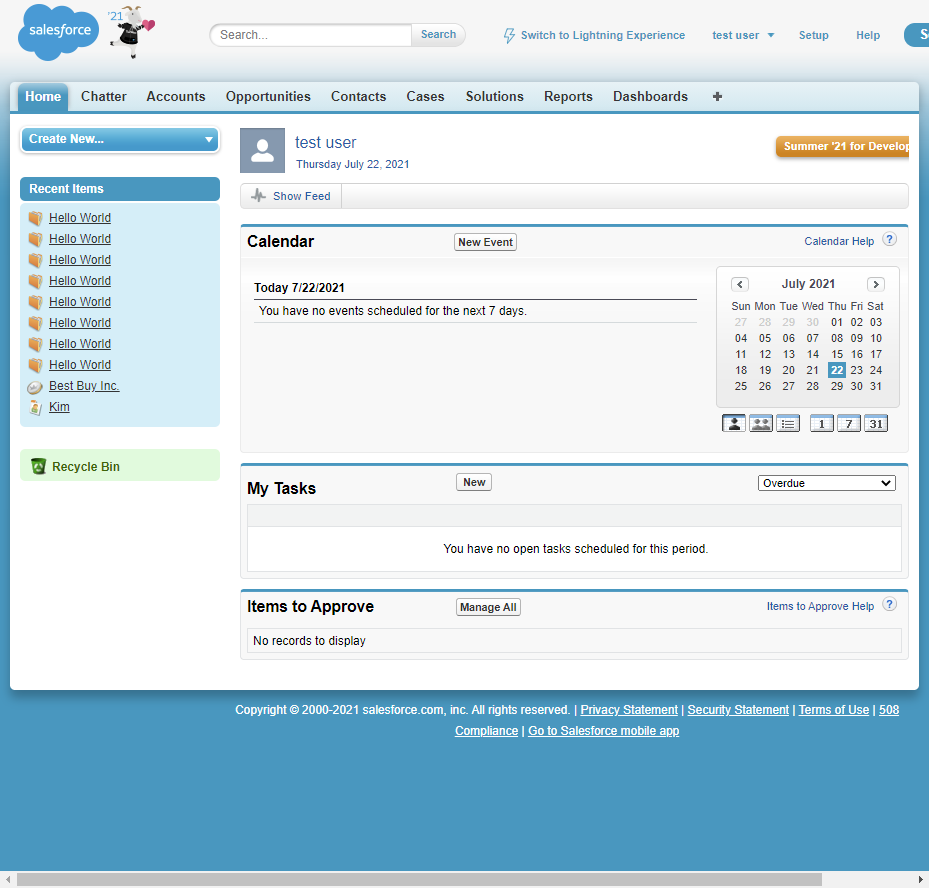 salesforce
'21
Search...
Search
Switch to Lightning Experience
test user
Setup
Help
Home
Chatter
Accounts
Opportunities
Contacts
Cases
Solutions
Reports
Dashboards
Create New...
Recent Items
Hello World
Hello World
Hello World
Hello World
Hello World
Hello World
Hello World
Hello World
Best Buy Inc.
Kim
Recycle Bin
test user
Thursday July 22, 2021
Summer '21 for Develop
Show Feed
Calendar
New Event
Calendar Help ?
Today 7/22/2021
You have no events scheduled for the next 7 days.
July 2021
Sun Mon Tue Wed Thu Fri Sat
27 28 29 30 01 02 03
04 05 06 07 08 09 10
11 12 13 14 15 16 17
18 19 20 21 22 23 24
25 26 27 28 29 30 31
1 7 31
My Tasks
New
Overdue
You have no open tasks scheduled for this period.
Items to Approve
Manage All
Items to Approve Help ?
No records to display
Copyright © 2000-2021 salesforce.com, inc. All rights reserved. | Privacy Statement | Security Statement | Terms of Use | 508
Compliance | Go to Salesforce mobile app